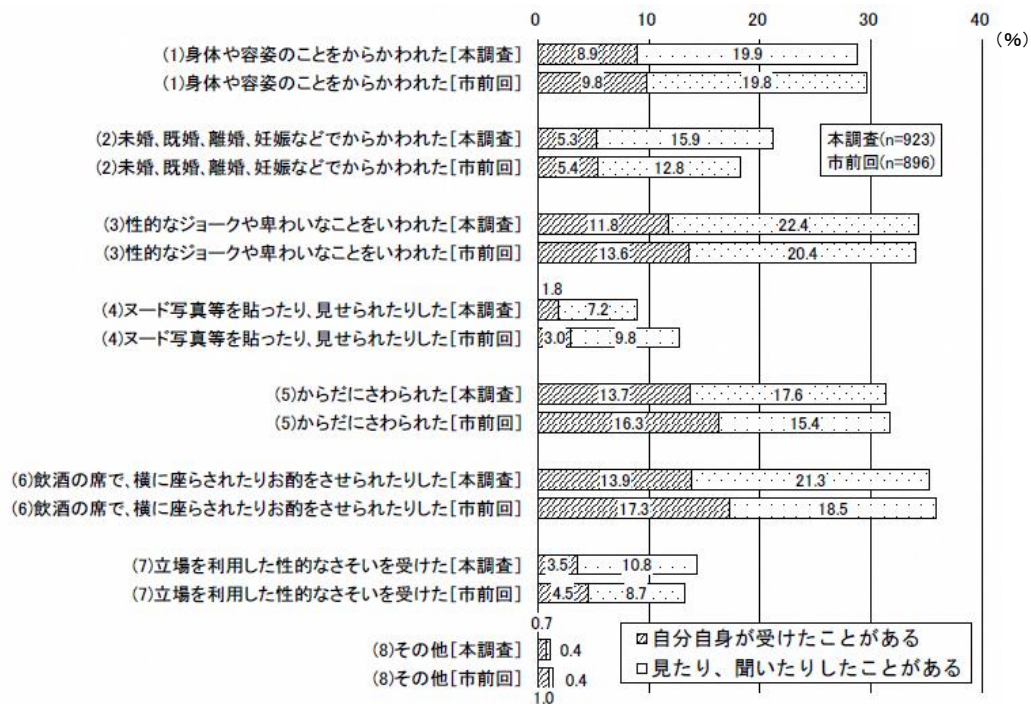 0 10 20 30 40
(%)
(1)身体や容姿のことをからかわれた[本調査] 8.9 19.9
(1)身体や容姿のことをからかわれた[市前回] 9.8 19.8
(2)未婚、既婚、離婚、妊娠などでからかわれた[本調査] 5.3 15.9
(2)未婚、既婚、離婚、妊娠などでからかわれた[市前回] 5.4 12.8
本調査(n=923)
市前回(n=896)
(3)性的なジョークや卑わいなことをいわれた[本調査] 11.8 22.4
(3)性的なジョークや卑わいなことをいわれた[市前回] 13.6 20.4
1.8
(4)ヌード写真等を貼ったり、見せられたりした[本調査] 7.2
(4)ヌード写真等を貼ったり、見せられたりした[市前回] 3.0 9.8
(5)からだにさわられた[本調査] 13.7 17.6
(5)からだにさわられた[市前回] 16.3 15.4
(6)飲酒の席で、横に座らされたりお酌をさせられたりした[本調査] 13.9 21.3
(6)飲酒の席で、横に座らされたりお酌をさせられたりした[市前回] 17.3 18.5
(7)立場を利用した性的なさそいを受けた[本調査] 3.5 10.8
(7)立場を利用した性的なさそいを受けた[市前回] 4.5 8.7
0.7
(8)その他[本調査] 0.4
(8)その他[市前回] 0.4
1.0
自分自身が受けたことがある
見たり、聞いたりしたことがある